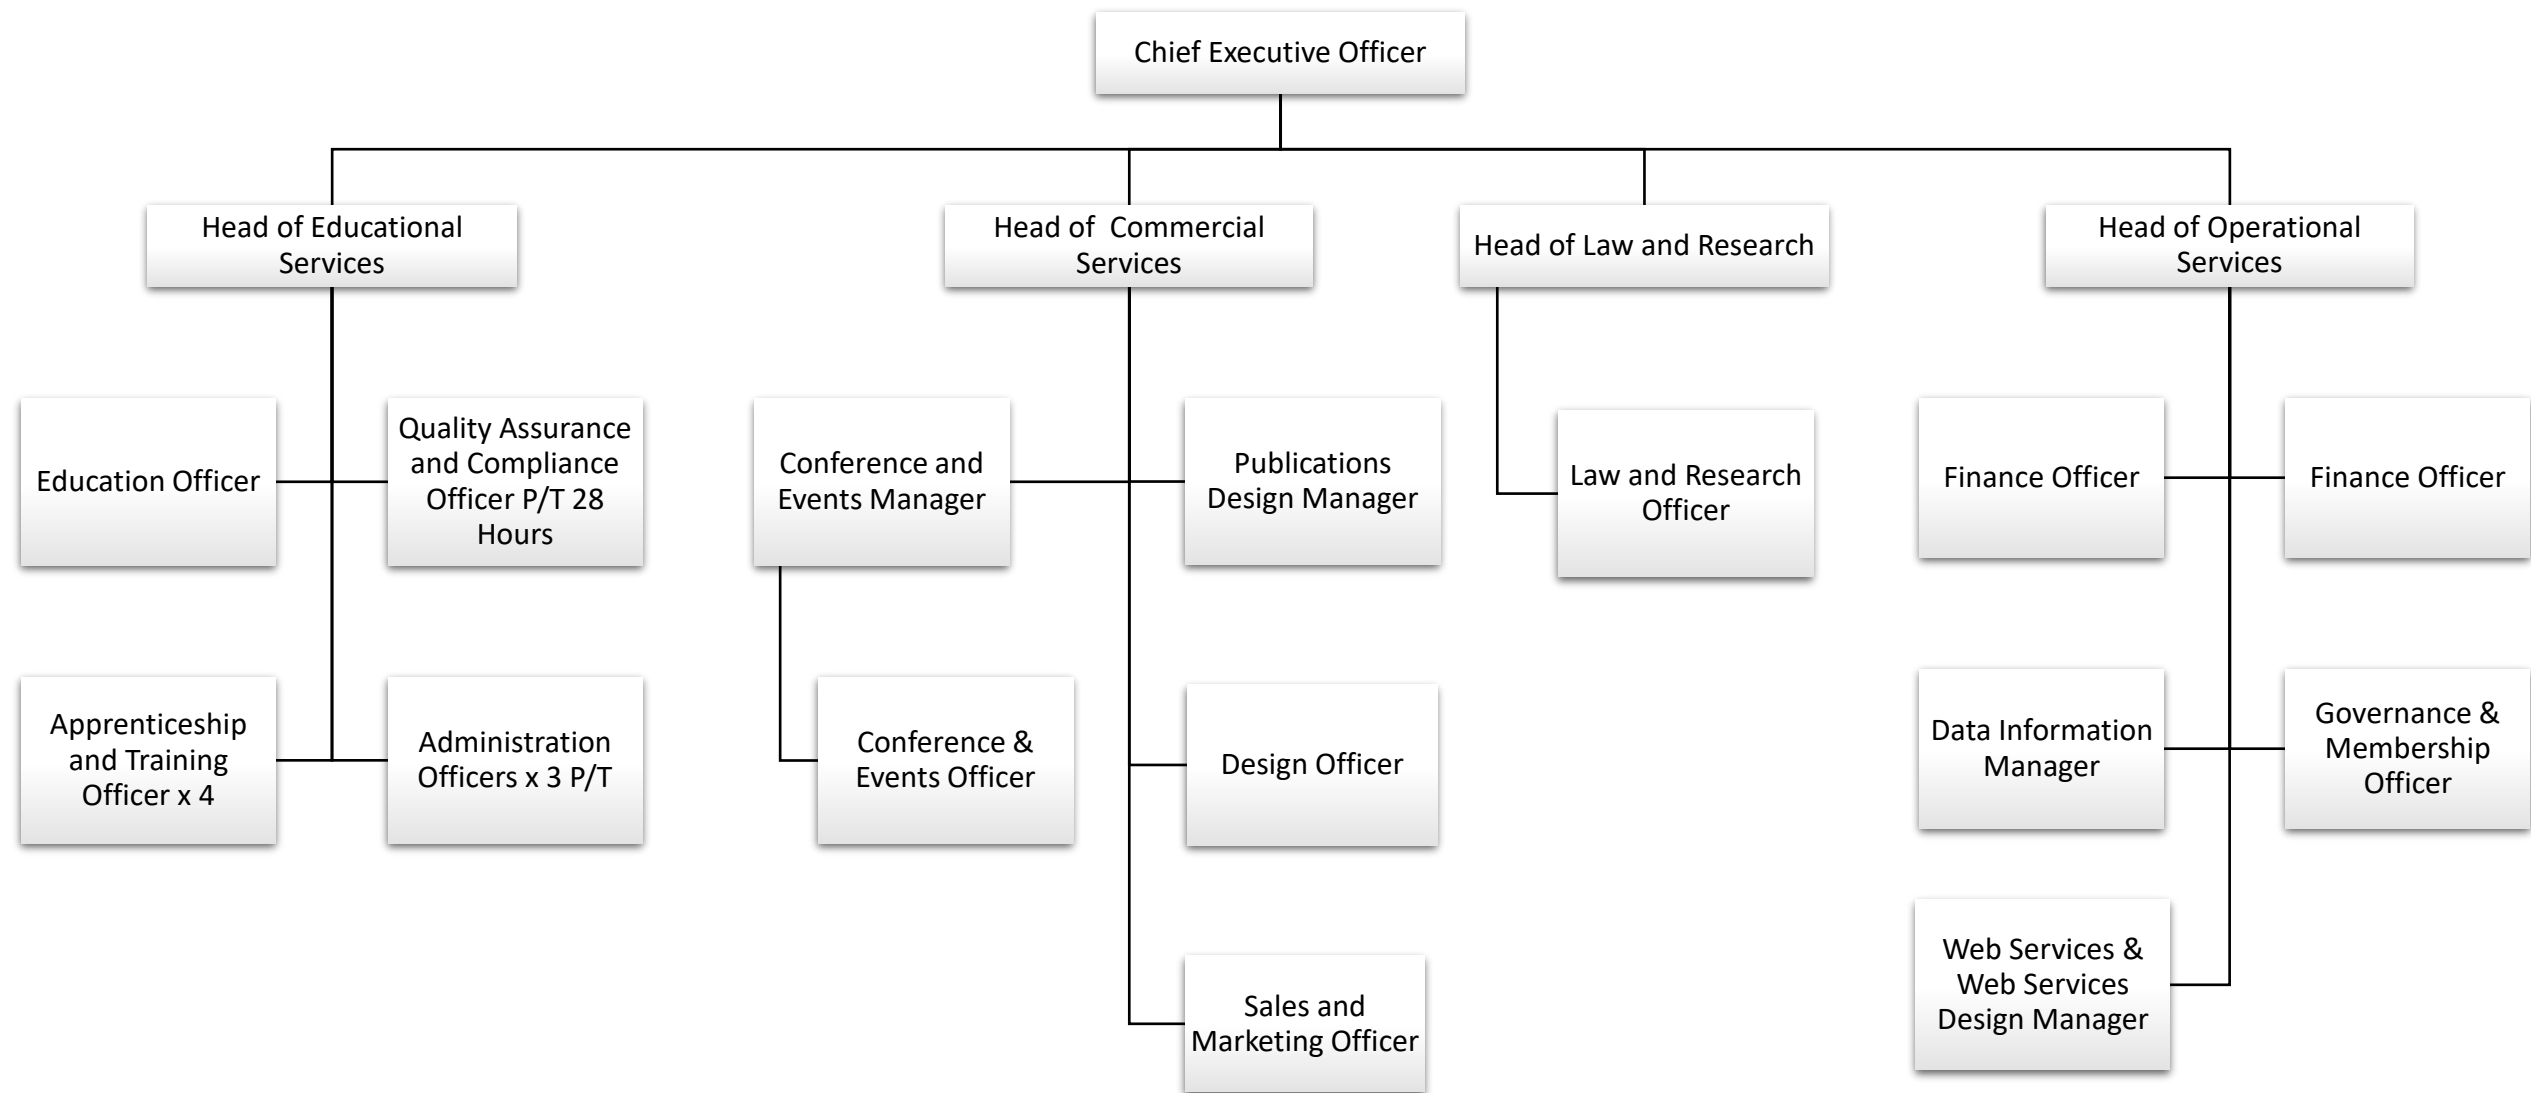 Chief Executive Officer
Head of Educational
Services
Head of  Commercial
Services
Head of Law and Research
Head of Operational
Services
Education Officer
Quality Assurance
and Compliance
Officer P/T 28
Hours
Conference and
Events Manager
Publications
Design Manager
Law and Research
Officer
Finance Officer
Finance Officer
Apprenticeship
and Training
Officer x 4
Administration
Officers x 3 P/T
Conference &
Events Officer
Design Officer
Data Information
Manager
Governance &
Membership
Officer
Sales and
Marketing Officer
Web Services &
Web Services
Design Manager